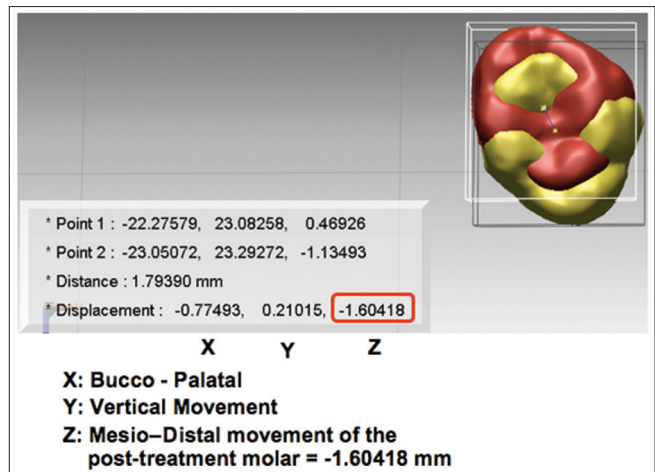 * Point 1 : -22.27579, 23.08258, 0.46926
* Point 2 : -23.05072, 23.29272, -1.13493
* Distance : 1.79390 mm
* Displacement : -0.77493, 0.21015, -1.60418
X Y Z
X: Bucco - Palatal
Y: Vertical Movement
Z: Mesio–Distal movement of the
post-treatment molar = -1.60418 mm